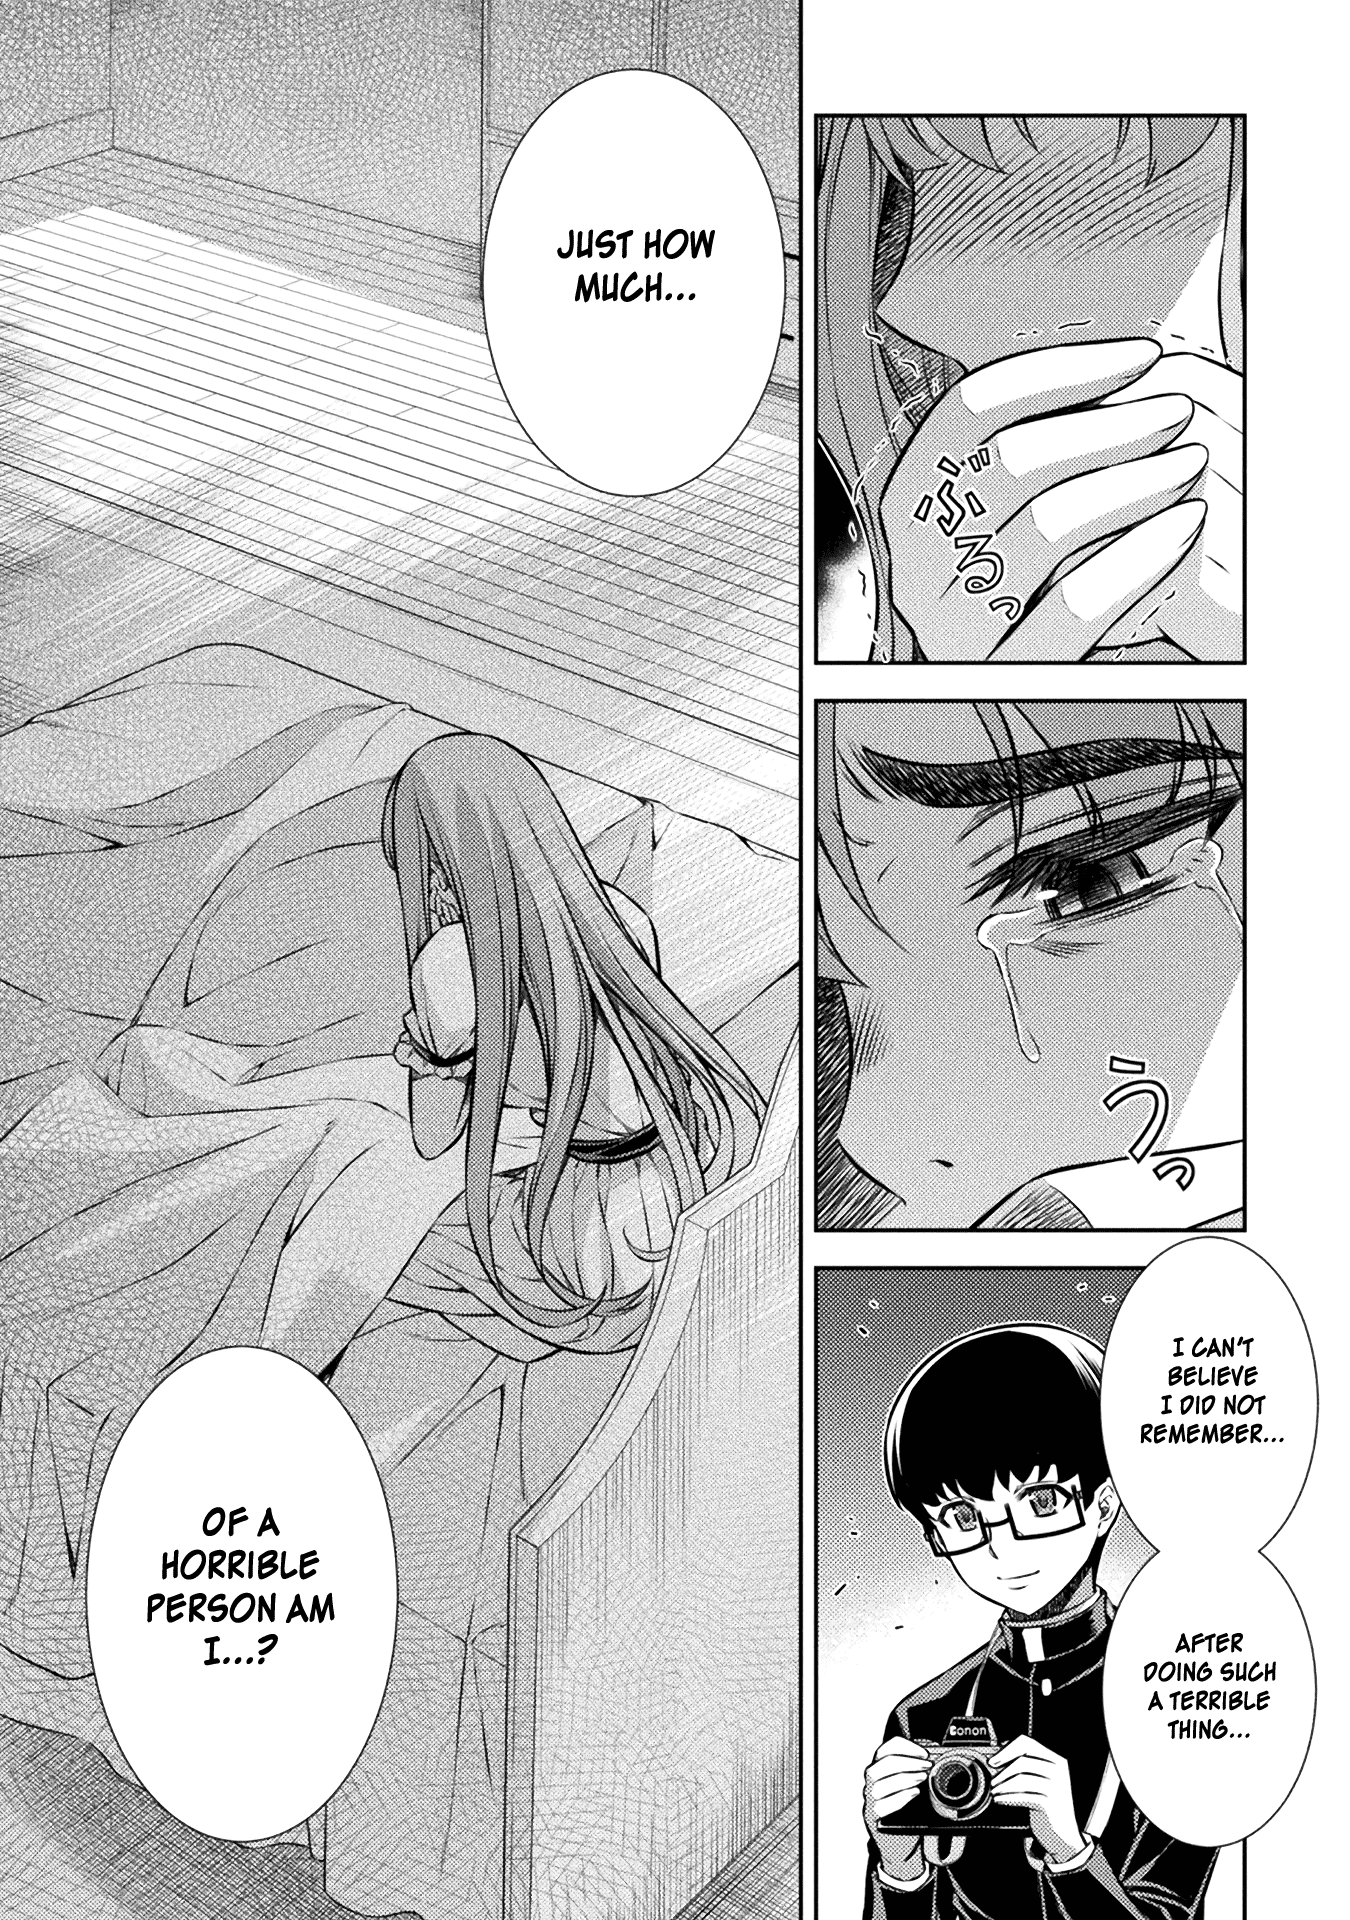 ぶるっ
うっ
I CAN'T
BELIEVE
I DID NOT
REMEMBER...
AFTER
DOING SUCH
A TERRIBLE
THING...
Conon
JUST HOW
MUCH...
OF A
HORRIBLE
PERSON AM
I...?